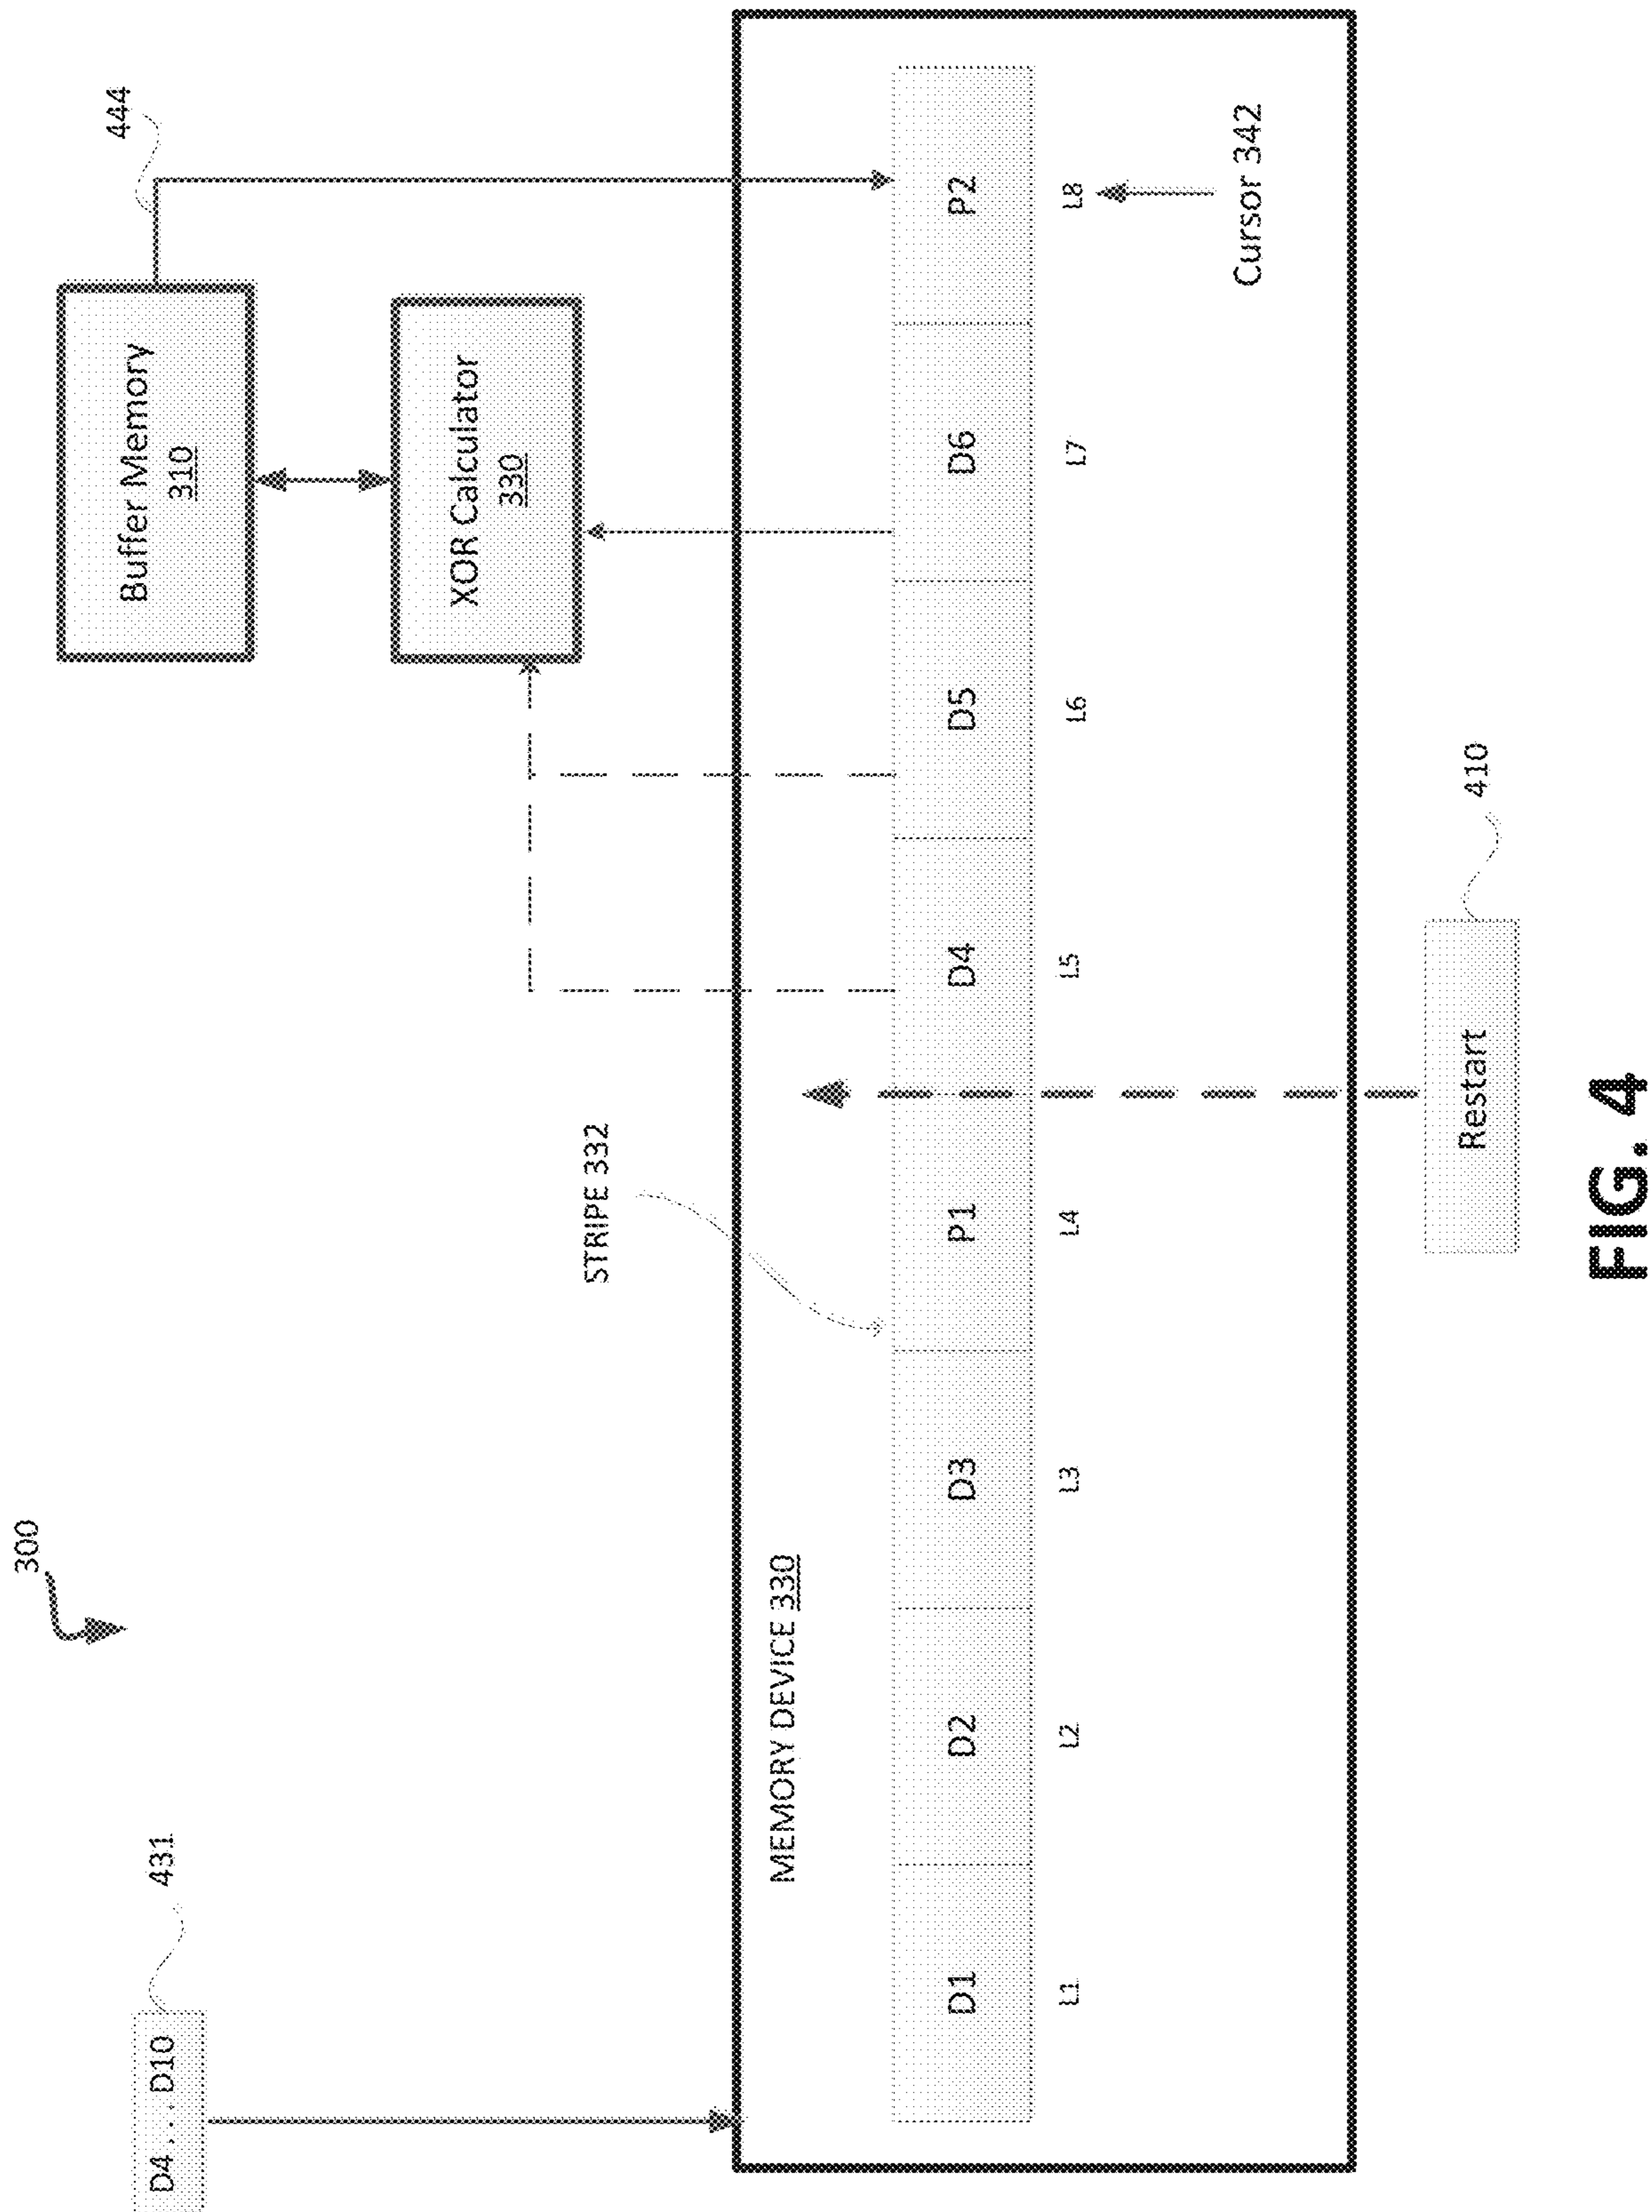 300
D4 . . . D10
431
Buffer Memory
310
444
XOR Calculator
330
STRIPE 332
MEMORY DEVICE 330
D1
D2
D3
P1
D4
D5
D6
P2
L1
L2
L3
L4
L5
L6
L7
L8
Cursor 342
Restart
410
FIG. 4